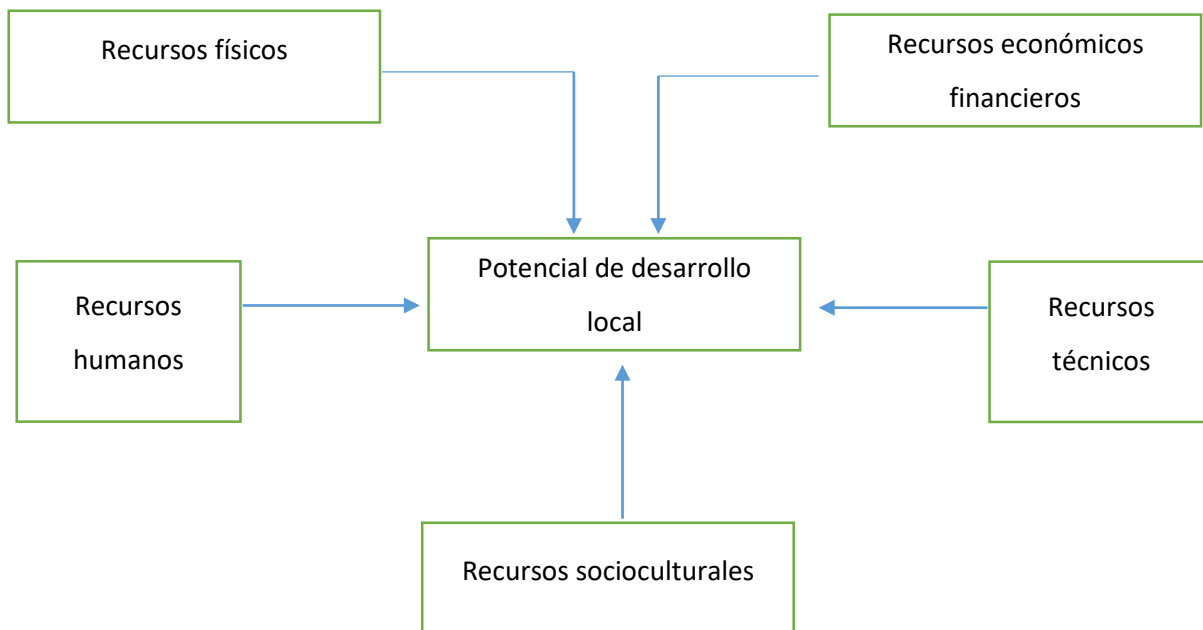 Recursos físicos
Recursos económicos
financieros
Potencial de desarrollo
local
Recursos
humanos
Recursos
técnicos
Recursos socioculturales